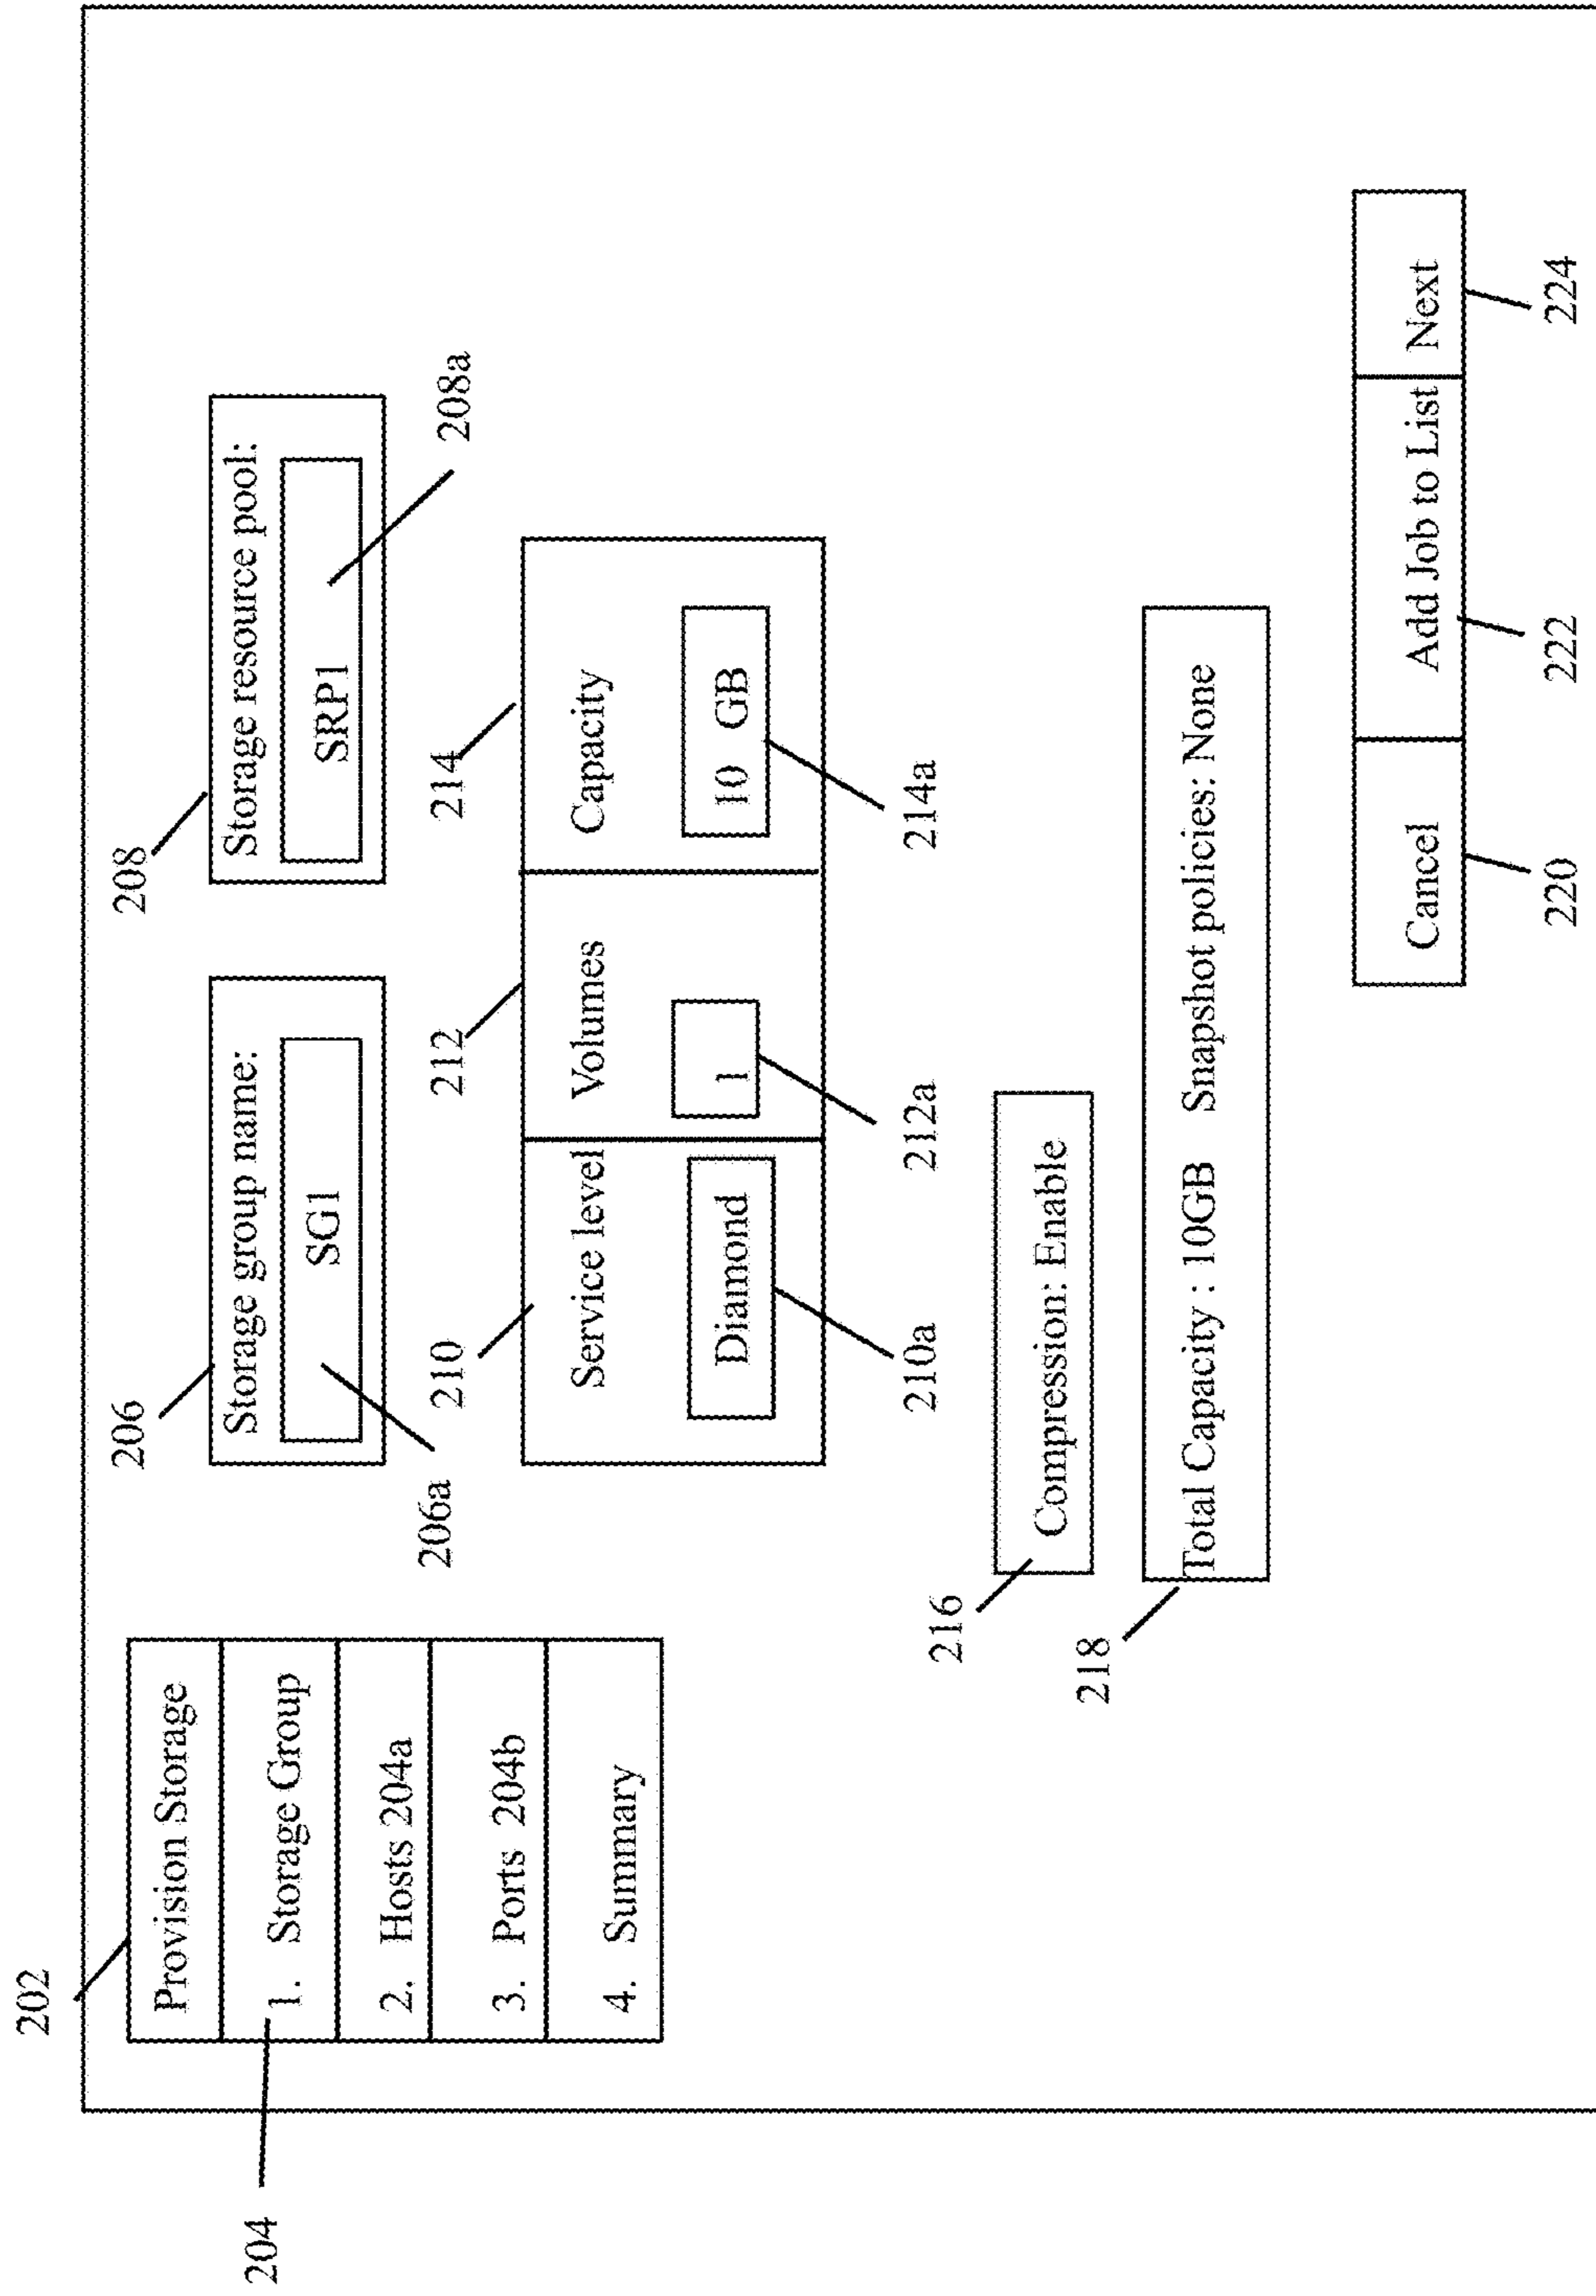 202
204
Provision Storage
1. Storage Group
2. Hosts 204a
3. Ports 204b
4. Summary
206
Storage group name:
SG1
206a
208
Storage resource pool:
SRP1
208a
210
Service level
Diamond
210a
212
Volumes
1
212a
214
Capacity
10 GB
214a
216
Compression: Enable
218
Total Capacity : 10GB Snapshot policies: None
Cancel
Add Job to List
Next
220
222
224